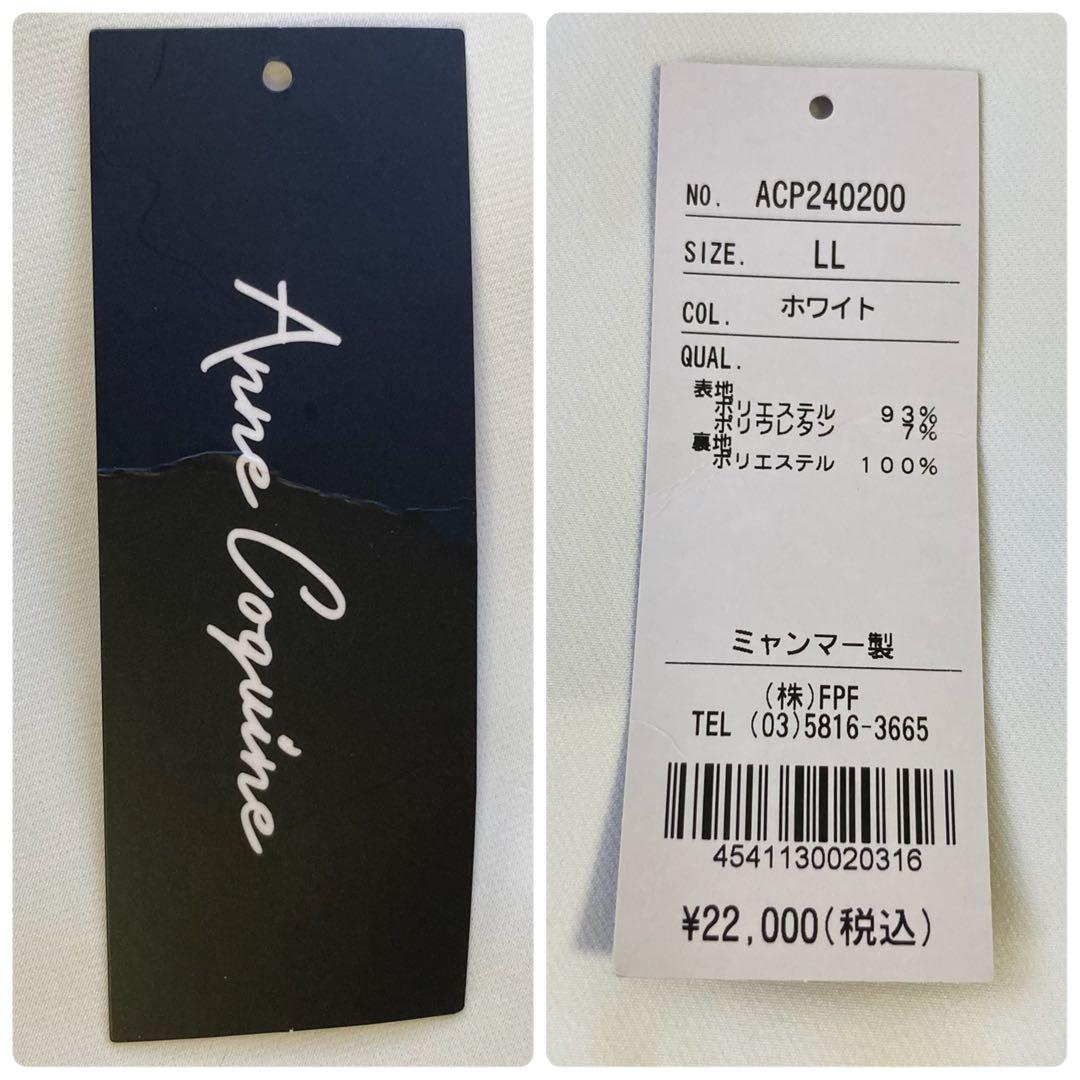 Anne Coquine
NO. ACP240200
SIZE. LL
COL. ホワイト
QUAL.
表地
ポリエステル 93%
ポリウレタン 7%
裏地
ポリエステル 100%
ミャンマー製
(株)FPF
TEL (03)5816-3665
4541130020316
¥22,000(税込)